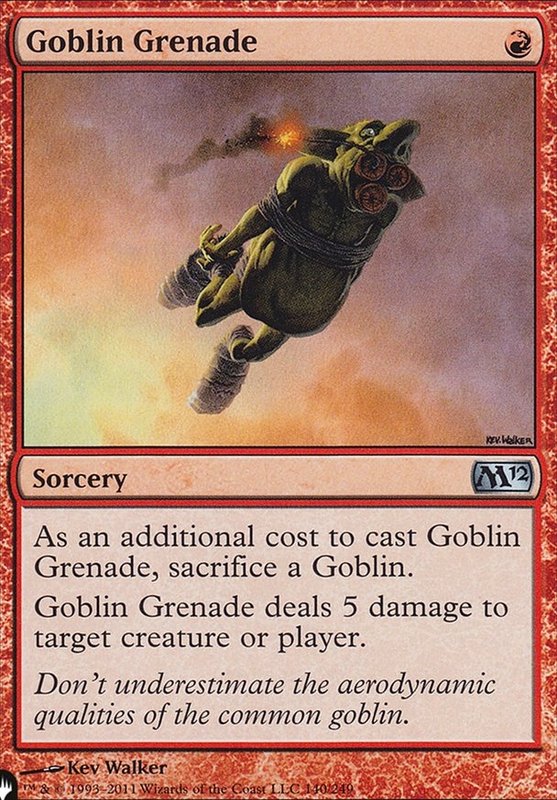 Goblin Grenade
KEV. WALKER
Sorcery
M12
As an additional cost to cast Goblin
Grenade, sacrifice a Goblin.
Goblin Grenade deals 5 damage to
target creature or player.
Don't underestimate the aerodynamic
qualities of the common goblin.
Kev Walker
™ & © 1993–2011 Wizards of the Coast LLC 140/249